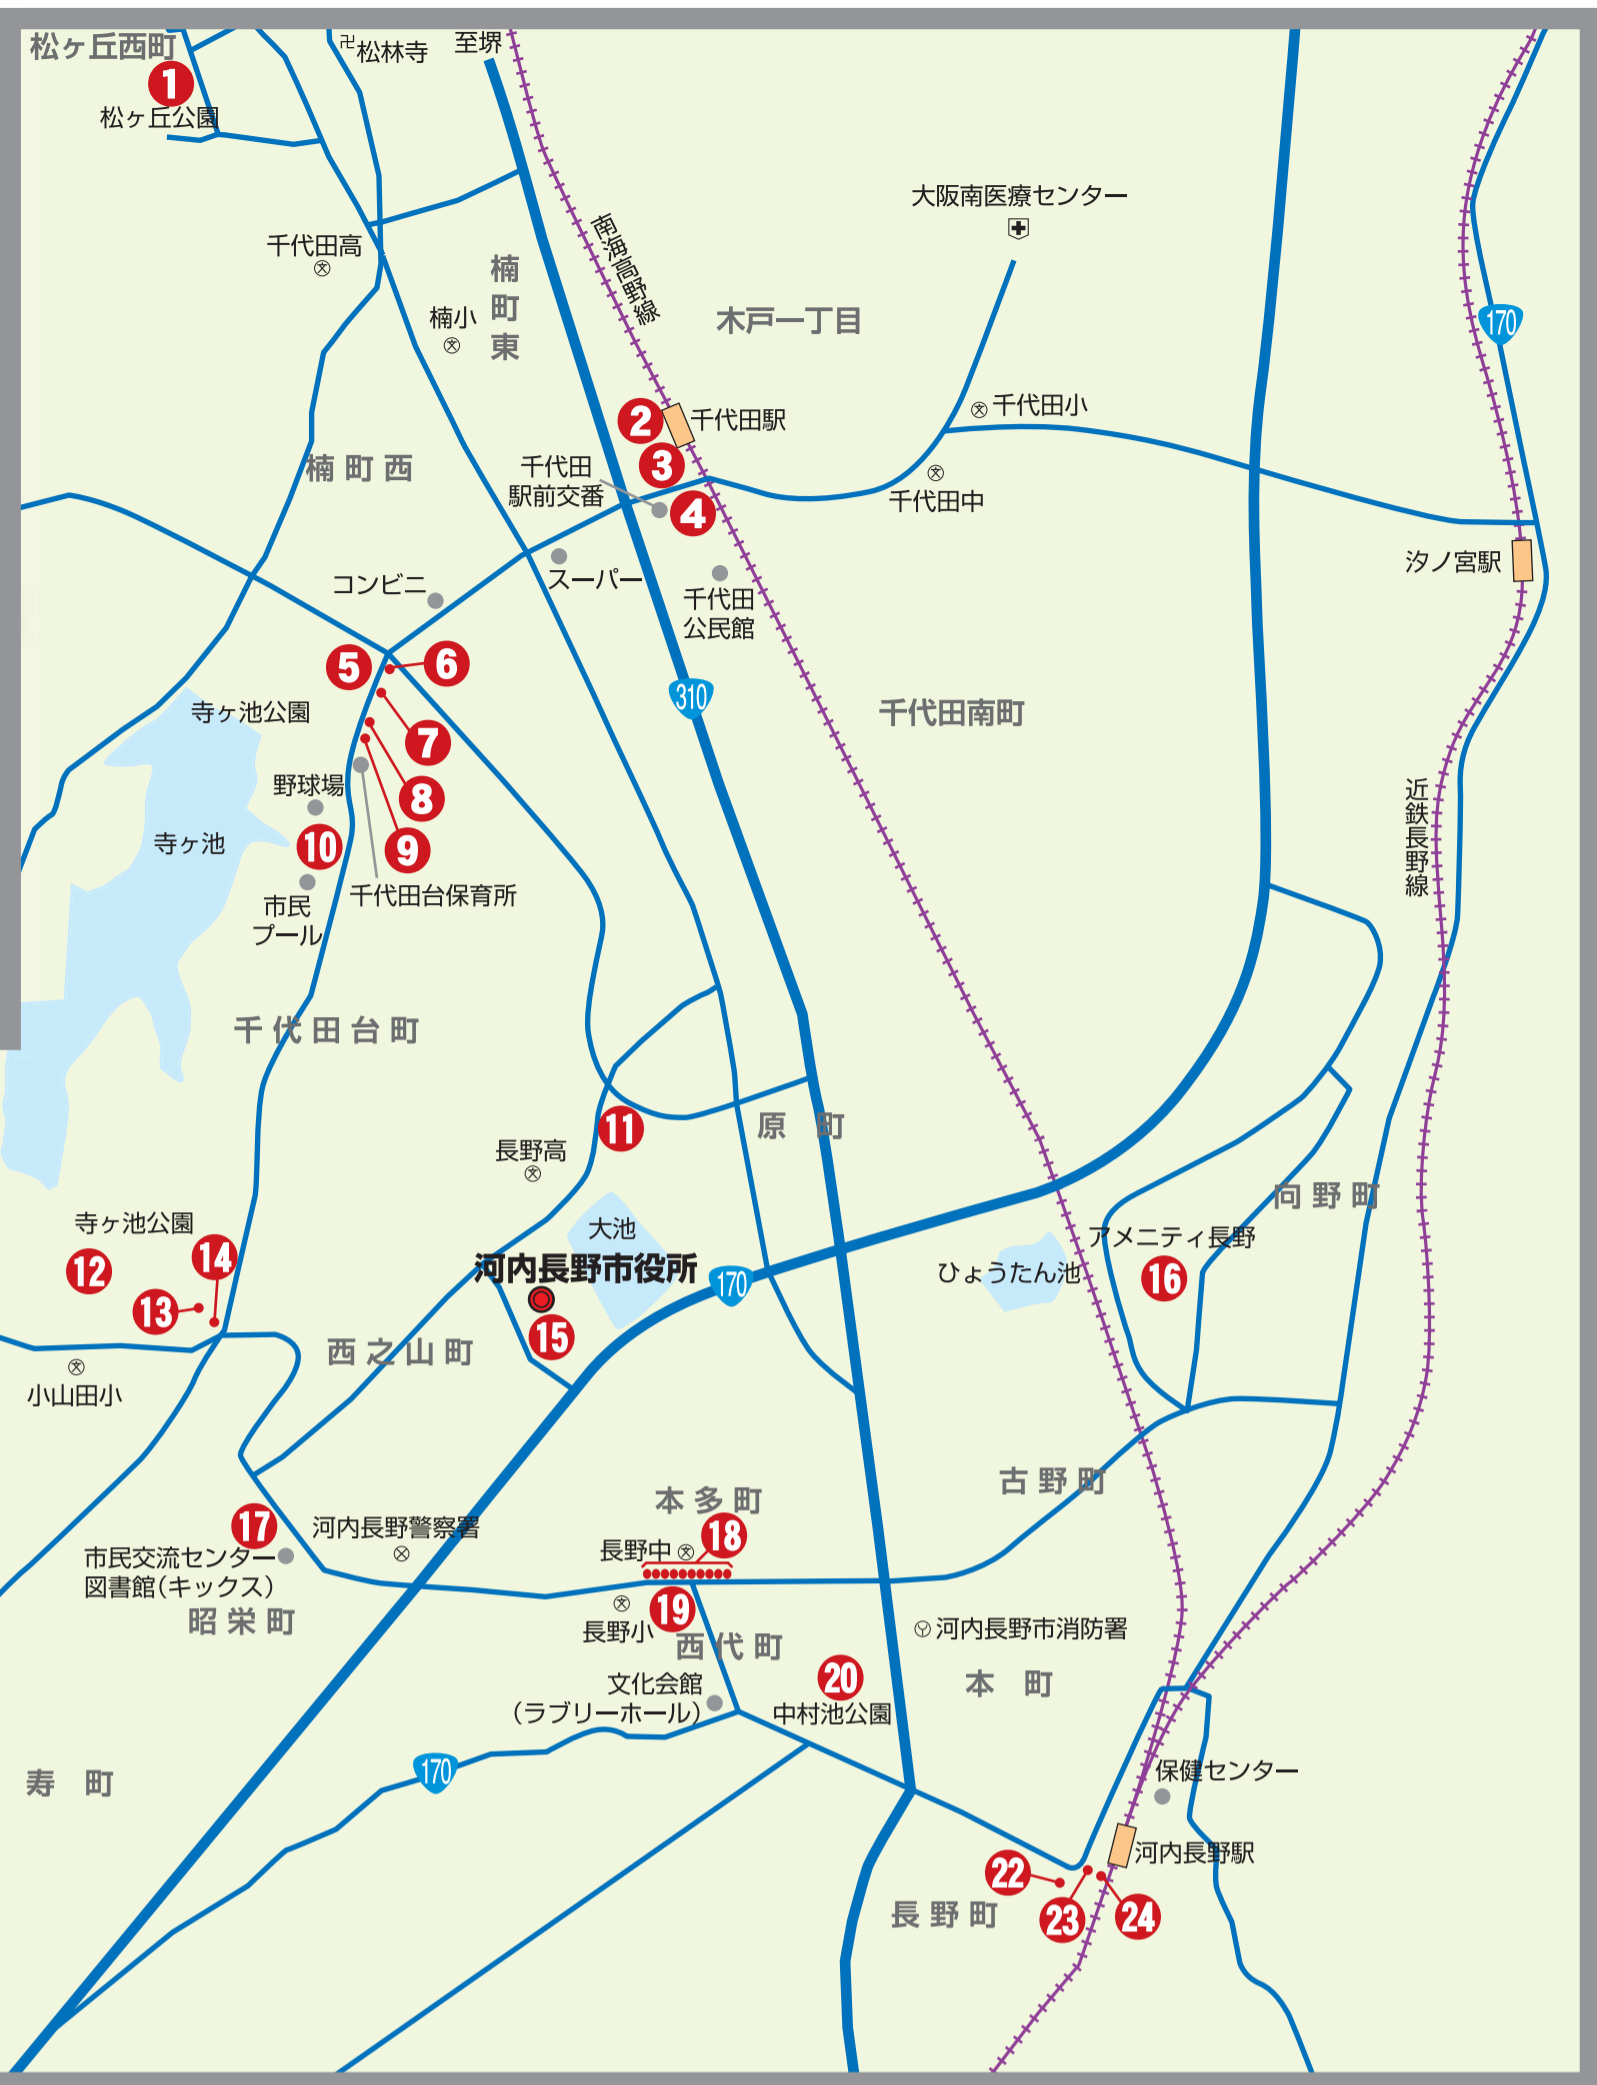 松ヶ丘西町
1
松ヶ丘公園
卍松林寺
至堺
千代田高
楠小
楠町東
南海高野線
大阪南医療センター
木戸一丁目
170
2
千代田駅
3
4
千代田
駅前交番
千代田小
千代田中
楠町西
汐ノ宮駅
スーパー
コンビニ
千代田
公民館
5
6
7
8
9
310
千代田南町
寺ヶ池公園
野球場
10
寺ヶ池
市民
プール
千代田台保育所
近鉄長野線
千代田台町
11
原町
長野高
大池
河内長野市役所
15
170
向野町
アメニティ長野
16
ひょうたん池
寺ヶ池公園
12
13
14
小山田小
西之山町
古野町
本多町
17
河内長野警察署
市民交流センター
図書館(キックス)
昭栄町
長野中
18
19
長野小
西代町
河内長野市消防署
本町
20
中村池公園
文化会館
(ラブリーホール)
170
寿町
保健センター
河内長野駅
22
23
24
長野町